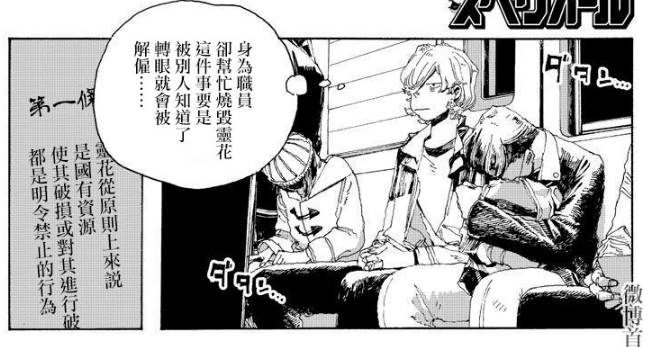 スペリオール
身為職員
卻幫忙燒毀靈花
這件事要是
被別人知道了
轉眼就會被
解僱……
ダダン…
ダダン…
第一條
靈花從原則上來說
是國有資源
使其破損或對其進行破
都是明令禁止的行為
微博首